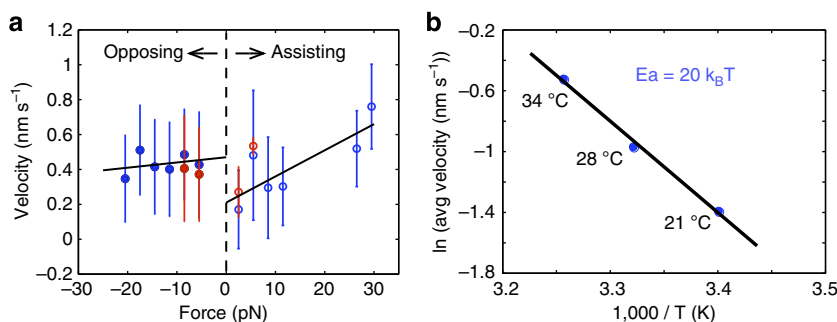 a
Opposing
Assisting
Velocity (nm s⁻¹)
1.2
1
0.8
0.6
0.4
0.2
0
−0.2
−30 −20 −10 0 10 20 30
Force (pN)
b
ln (avg velocity (nm s⁻¹))
−0.2
−0.6
−1
−1.4
−1.8
Ea = 20 k_BT
34 °C
28 °C
21 °C
3.2 3.3 3.4 3.5
1,000 / T (K)